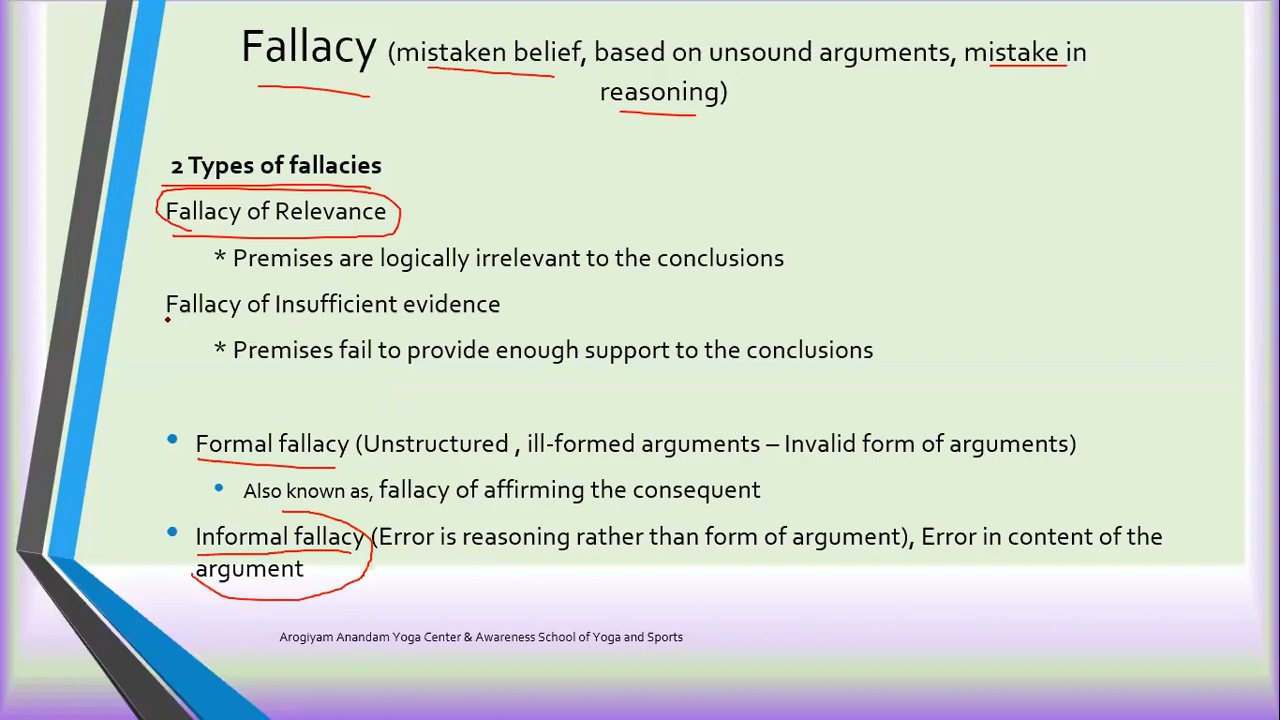 Fallacy (mistaken belief, based on unsound arguments, mistake in
reasoning)
2 Types of fallacies
Fallacy of Relevance
* Premises are logically irrelevant to the conclusions
Fallacy of Insufficient evidence
* Premises fail to provide enough support to the conclusions
• Formal fallacy (Unstructured , ill-formed arguments – Invalid form of arguments)
• Also known as, fallacy of affirming the consequent
• Informal fallacy (Error is reasoning rather than form of argument), Error in content of the
argument
Arogiyam Anandam Yoga Center & Awareness School of Yoga and Sports